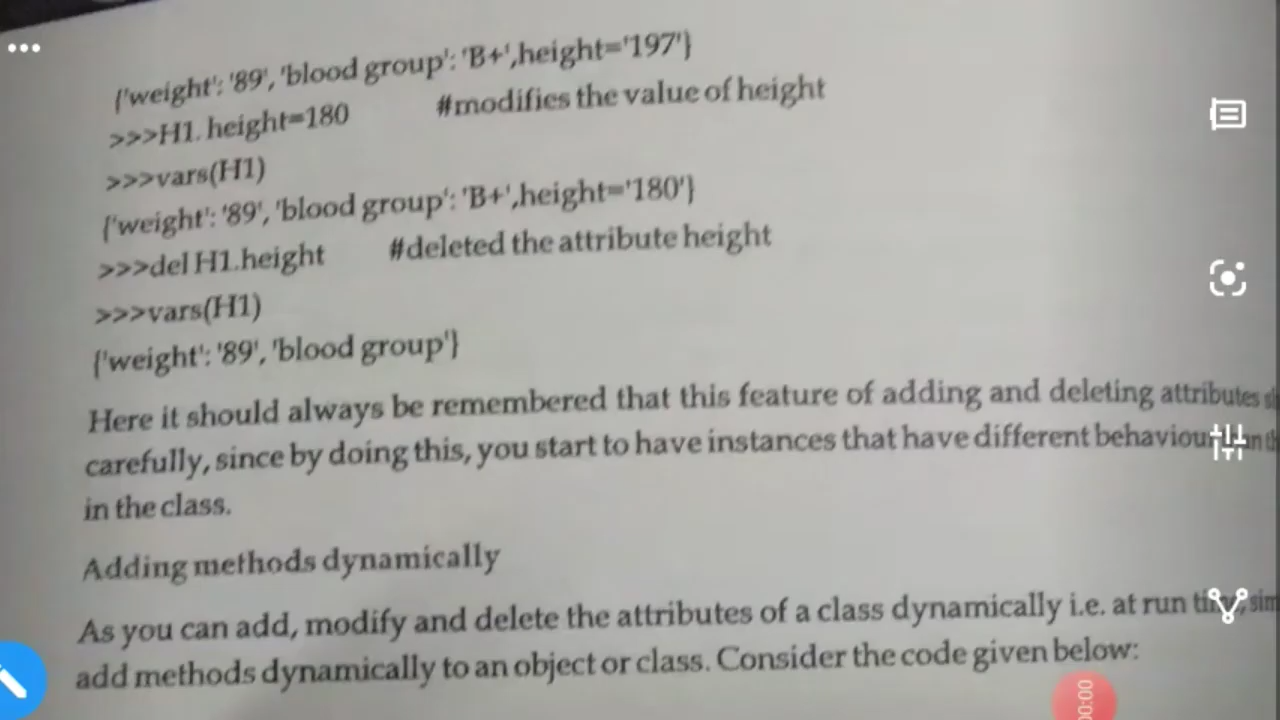 {'weight': '89', 'blood group': 'B+',height='197'}
>>>H1. height=180 #modifies the value of height
>>>vars(H1)
{'weight': '89', 'blood group': 'B+',height='180'}
>>>del H1.height #deleted the attribute height
>>>vars(H1)
{'weight': '89', 'blood group'}
Here it should always be remembered that this feature of adding and deleting attributes
carefully, since by doing this, you start to have instances that have different behaviour
in the class.
Adding methods dynamically
As you can add, modify and delete the attributes of a class dynamically i.e. at run
add methods dynamically to an object or class. Consider the code given below:
00:00